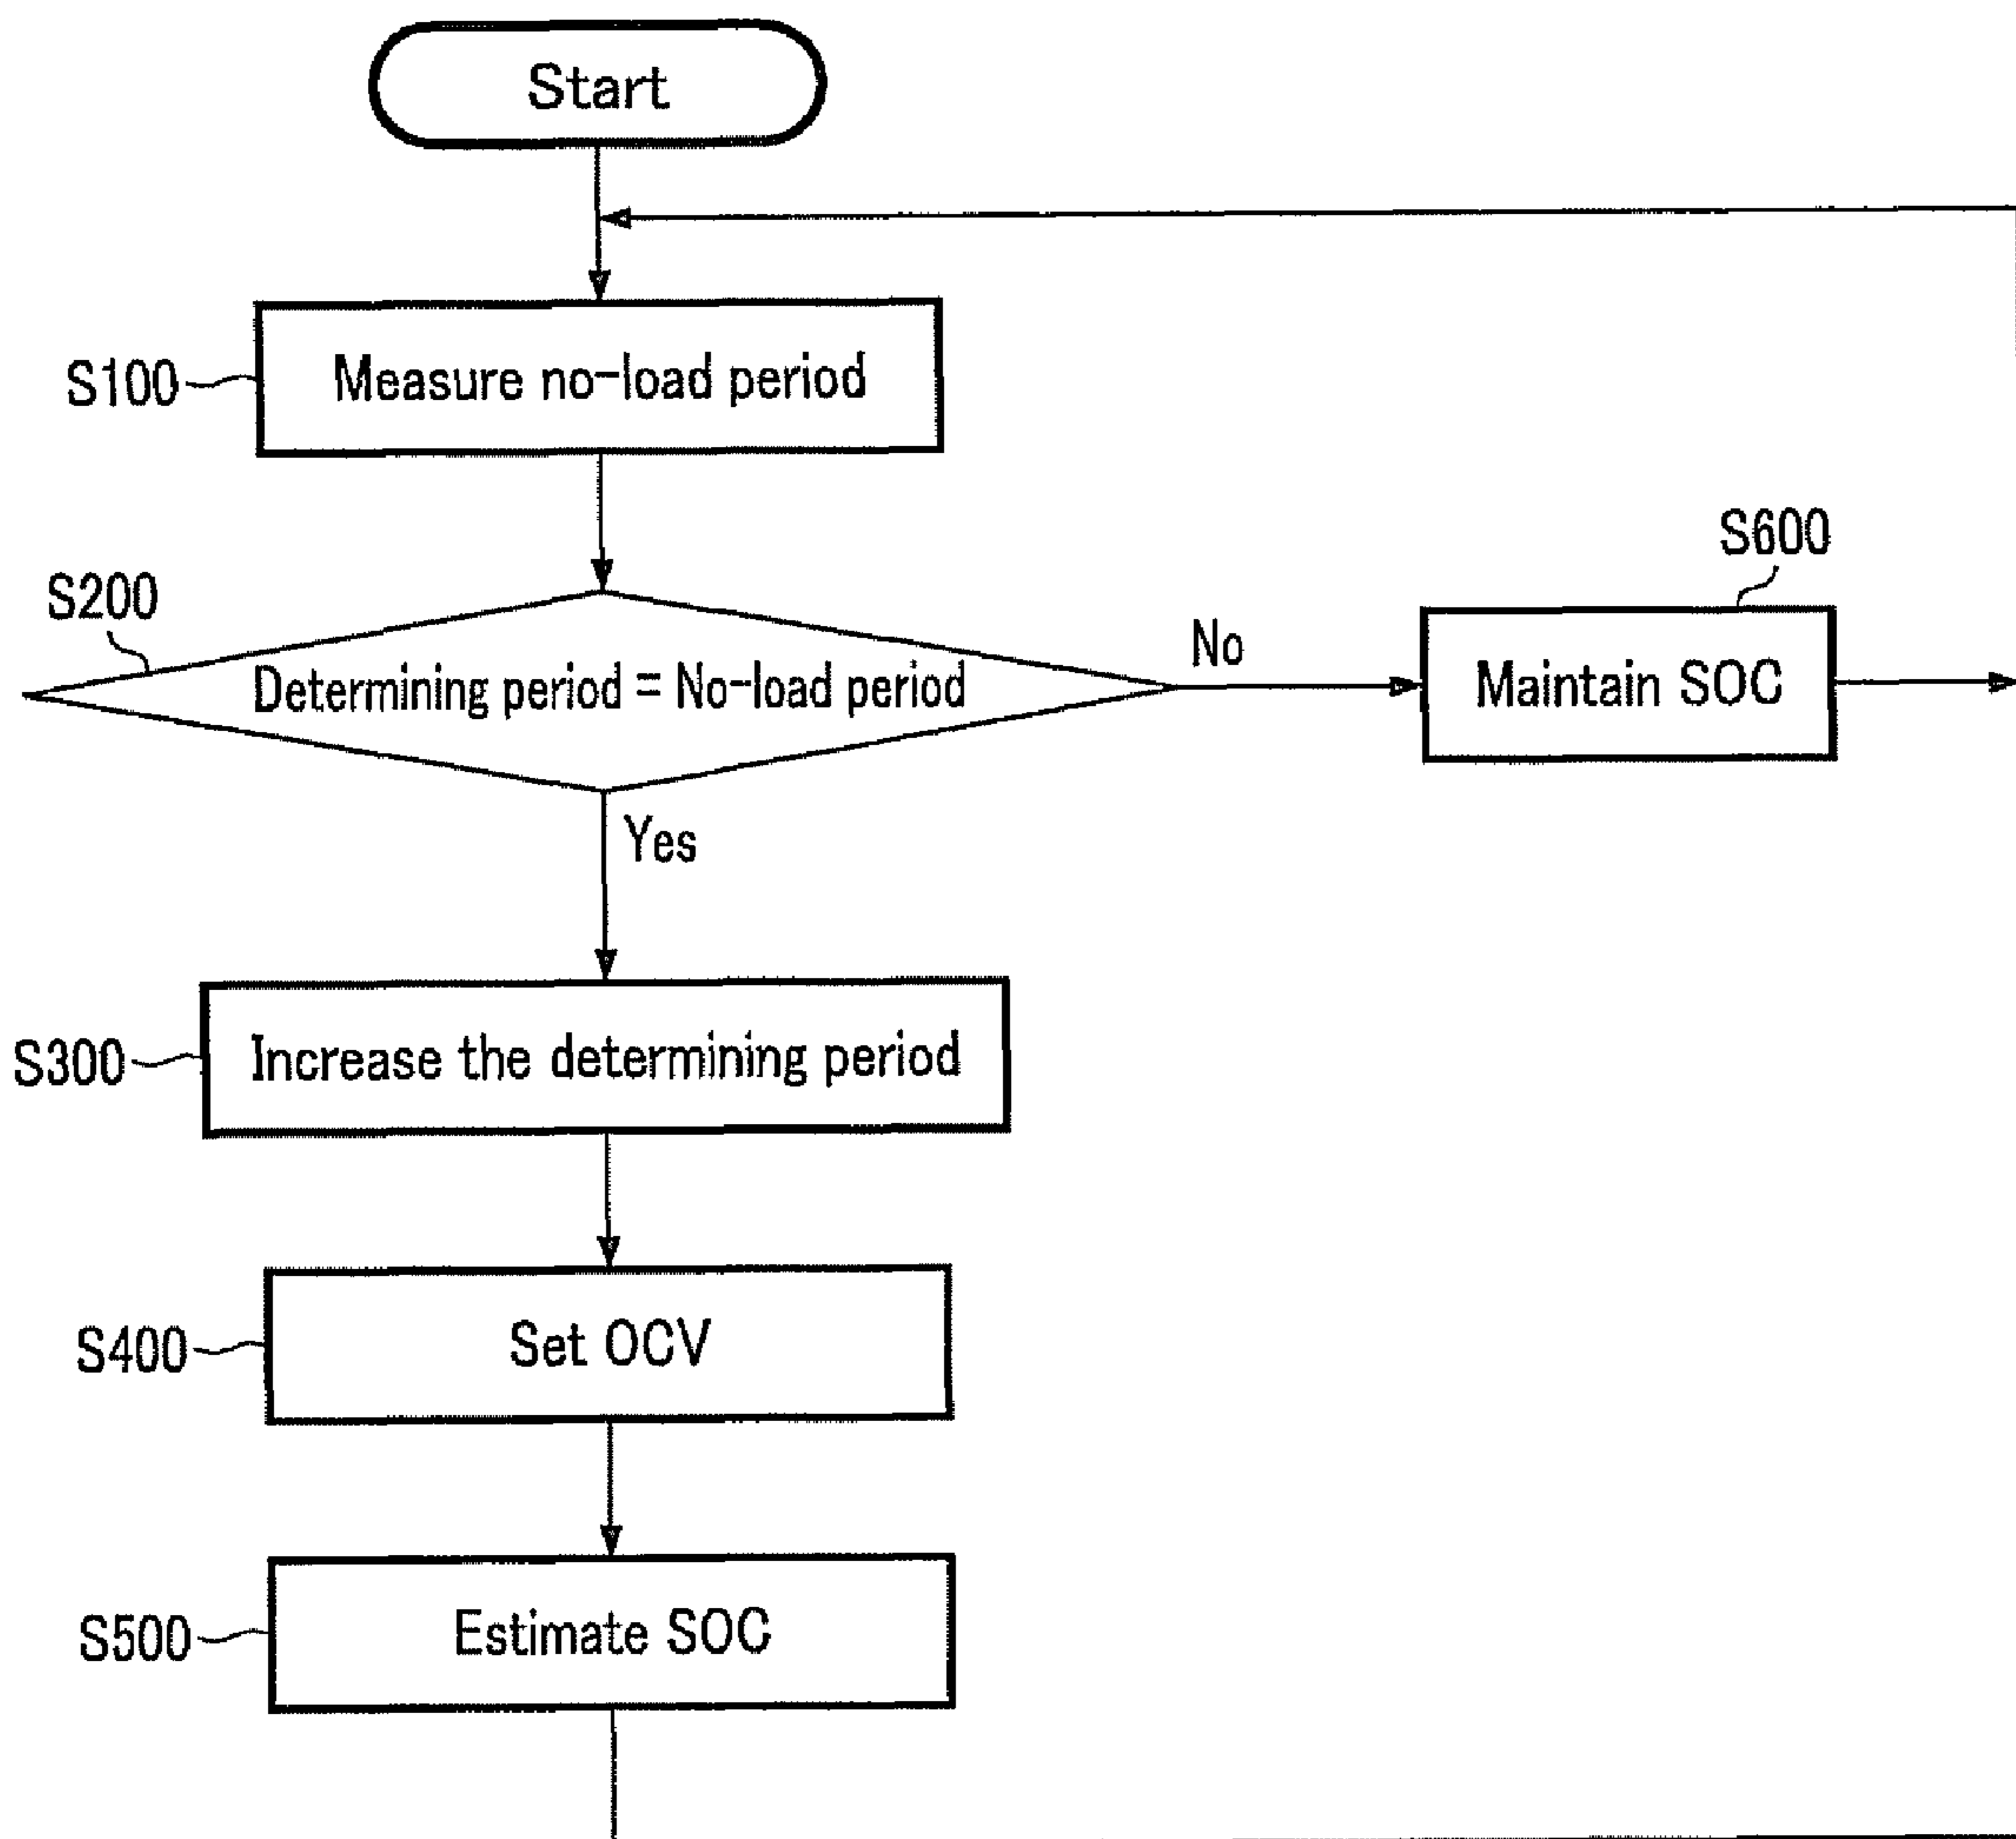 Start
S100
Measure no-load period
S600
S200
Determining period = No-load period
No
Maintain SOC
Yes
S300
Increase the determining period
S400
Set OCV
S500
Estimate SOC